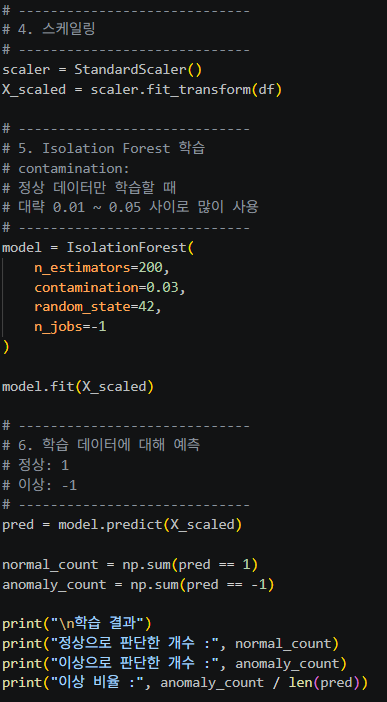 # -----------------------------
# 4. 스케일링
# -----------------------------
scaler = StandardScaler()
X_scaled = scaler.fit_transform(df)

# -----------------------------
# 5. Isolation Forest 학습
# contamination:
# 정상 데이터만 학습할 때
# 대략 0.01 ~ 0.05 사이로 많이 사용
# -----------------------------
model = IsolationForest(
    n_estimators=200,
    contamination=0.03,
    random_state=42,
    n_jobs=-1
)

model.fit(X_scaled)

# -----------------------------
# 6. 학습 데이터에 대해 예측
# 정상: 1
# 이상: -1
# -----------------------------
pred = model.predict(X_scaled)

normal_count = np.sum(pred == 1)
anomaly_count = np.sum(pred == -1)

print("\n학습 결과")
print("정상으로 판단한 개수 :", normal_count)
print("이상으로 판단한 개수 :", anomaly_count)
print("이상 비율 :", anomaly_count / len(pred))